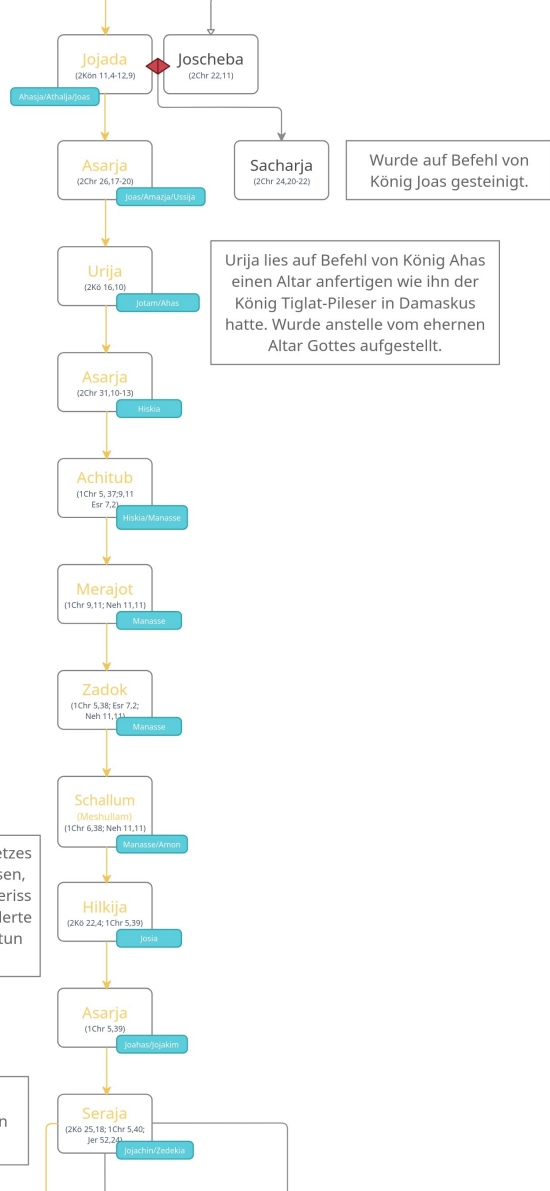 Jojada
(2Kön 11,4-12,9)
Joscheba
(2Chr 22,11)
Ahasja/Athalja/Joas
Asarja
(2Chr 26,17-20)
Joas/Amazja/Ussija
Sacharja
(2Chr 24,20-22)
Wurde auf Befehl von
König Joas gesteinigt.
Urija
(2Kö 16,10)
Jotam/Ahas
Urija lies auf Befehl von König Ahas
einen Altar anfertigen wie ihn der
König Tiglat-Pileser in Damaskus
hatte. Wurde anstelle vom ehernen
Altar Gottes aufgestellt.
Asarja
(2Chr 31,10-13)
Hiskia
Achitub
(1Chr 5, 37;9,11
Esr 7,2)
Hiskia/Manasse
Merajot
(1Chr 9,11; Neh 11,11)
Manasse
Zadok
(1Chr 5,38; Esr 7,2;
Neh 11,11)
Manasse
Schallum
(Meshullam)
(1Chr 6,38; Neh 11,11)
Manasse/Amon
etzes
sen,
eriss
lerte
tun
Hilkija
(2Kö 22,4; 1Chr 5,39)
Josia
Asarja
(1Chr 5,39)
Joahas/Jojakim
n
Seraja
(2Kö 25,18; 1Chr 5,40;
Jer 52,24)
Jojachin/Zedekia